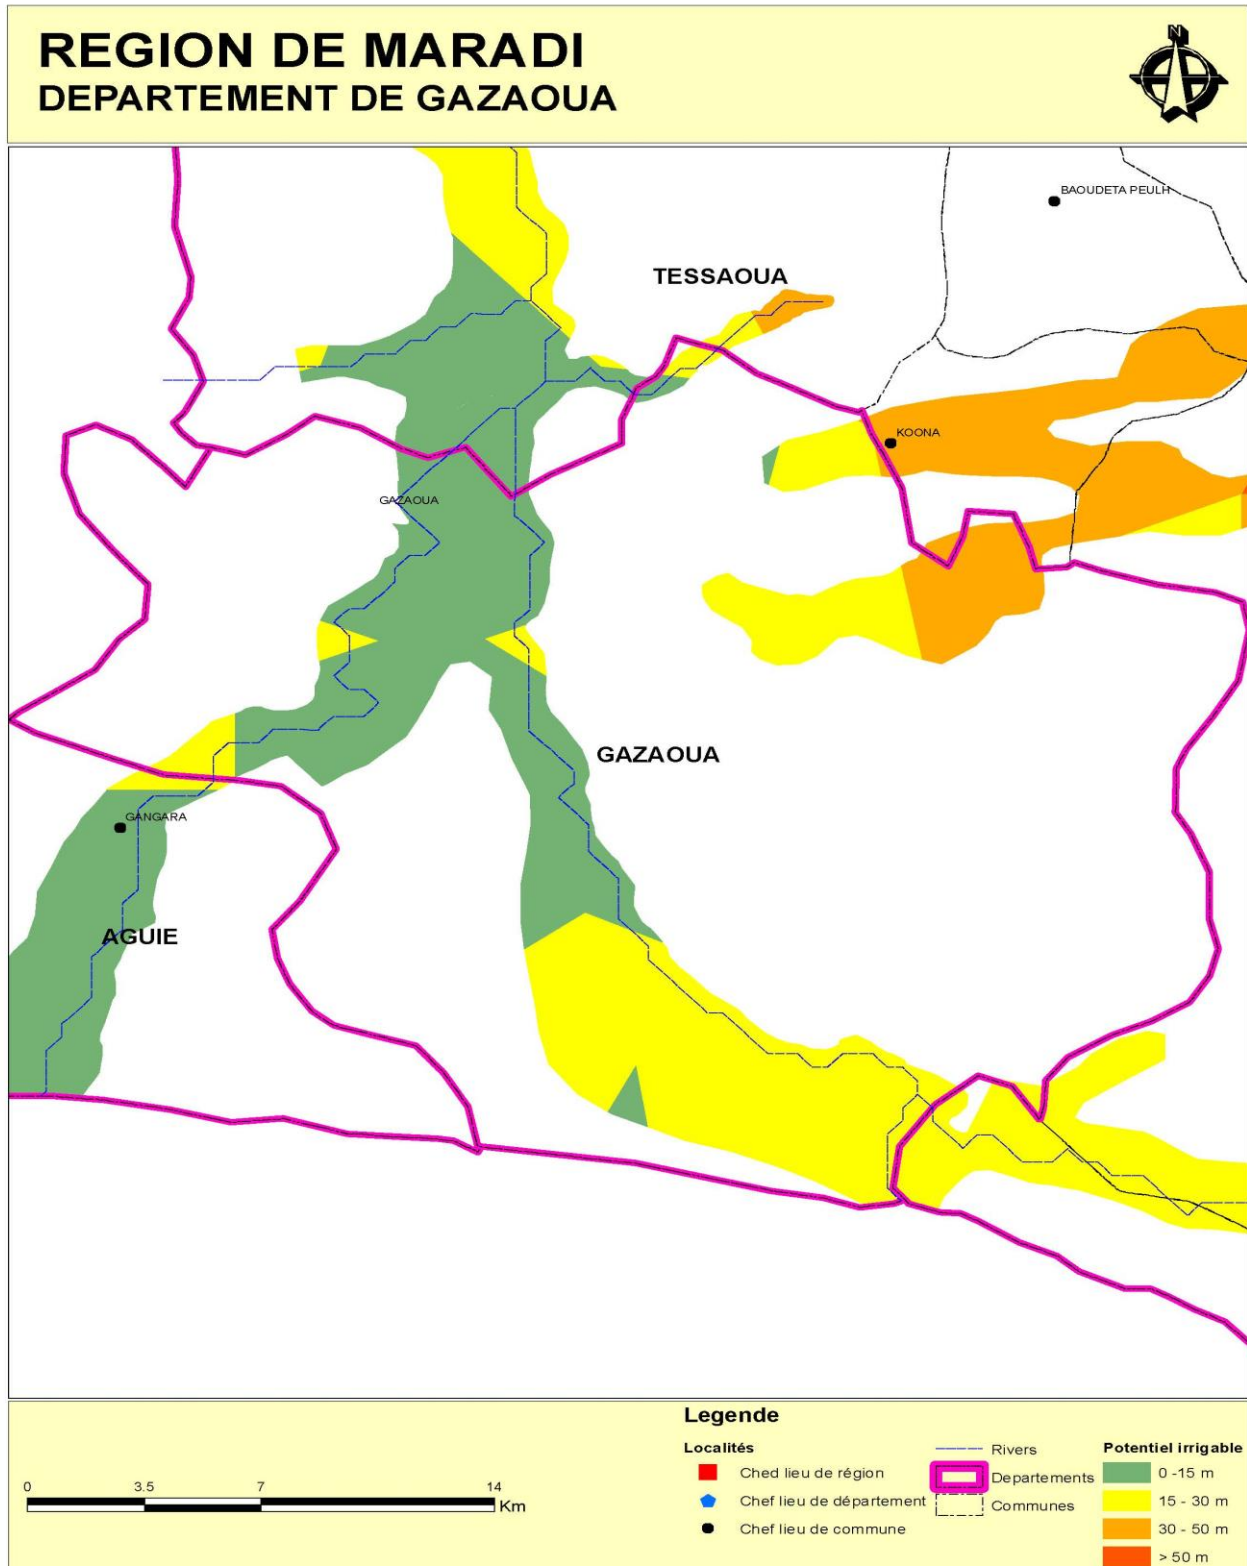 REGION DE MARADI
DEPARTEMENT DE GAZAOUA
N
BAOUDETA PEULH
TESSAOUA
KOONA
GAZAOUA
GAZAOUA
GANGARA
AGUIE
Legende
Localités
Ched lieu de région
Chef lieu de département
Chef lieu de commune
Rivers
Departements
Communes
Potiel irrigable
0 -15 m
15 - 30 m
30 - 50 m
> 50 m
0 3.5 7 14
Km